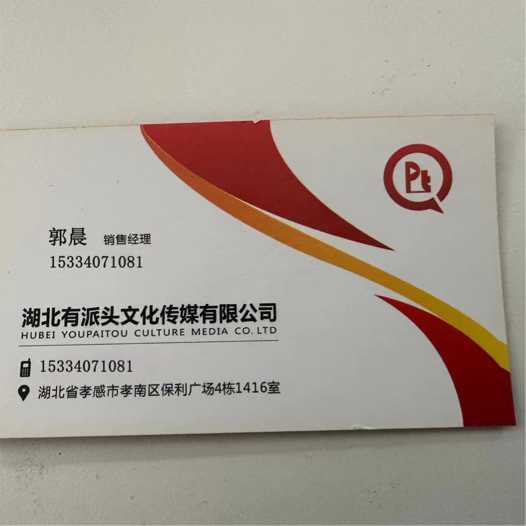 Pt
郭晨 销售经理
15334071081
湖北有派头文化传媒有限公司
HUBEI YOUPAITOU CULTURE MEDIA CO.LTD
15334071081
湖北省孝感市孝南区保利广场4栋1416室